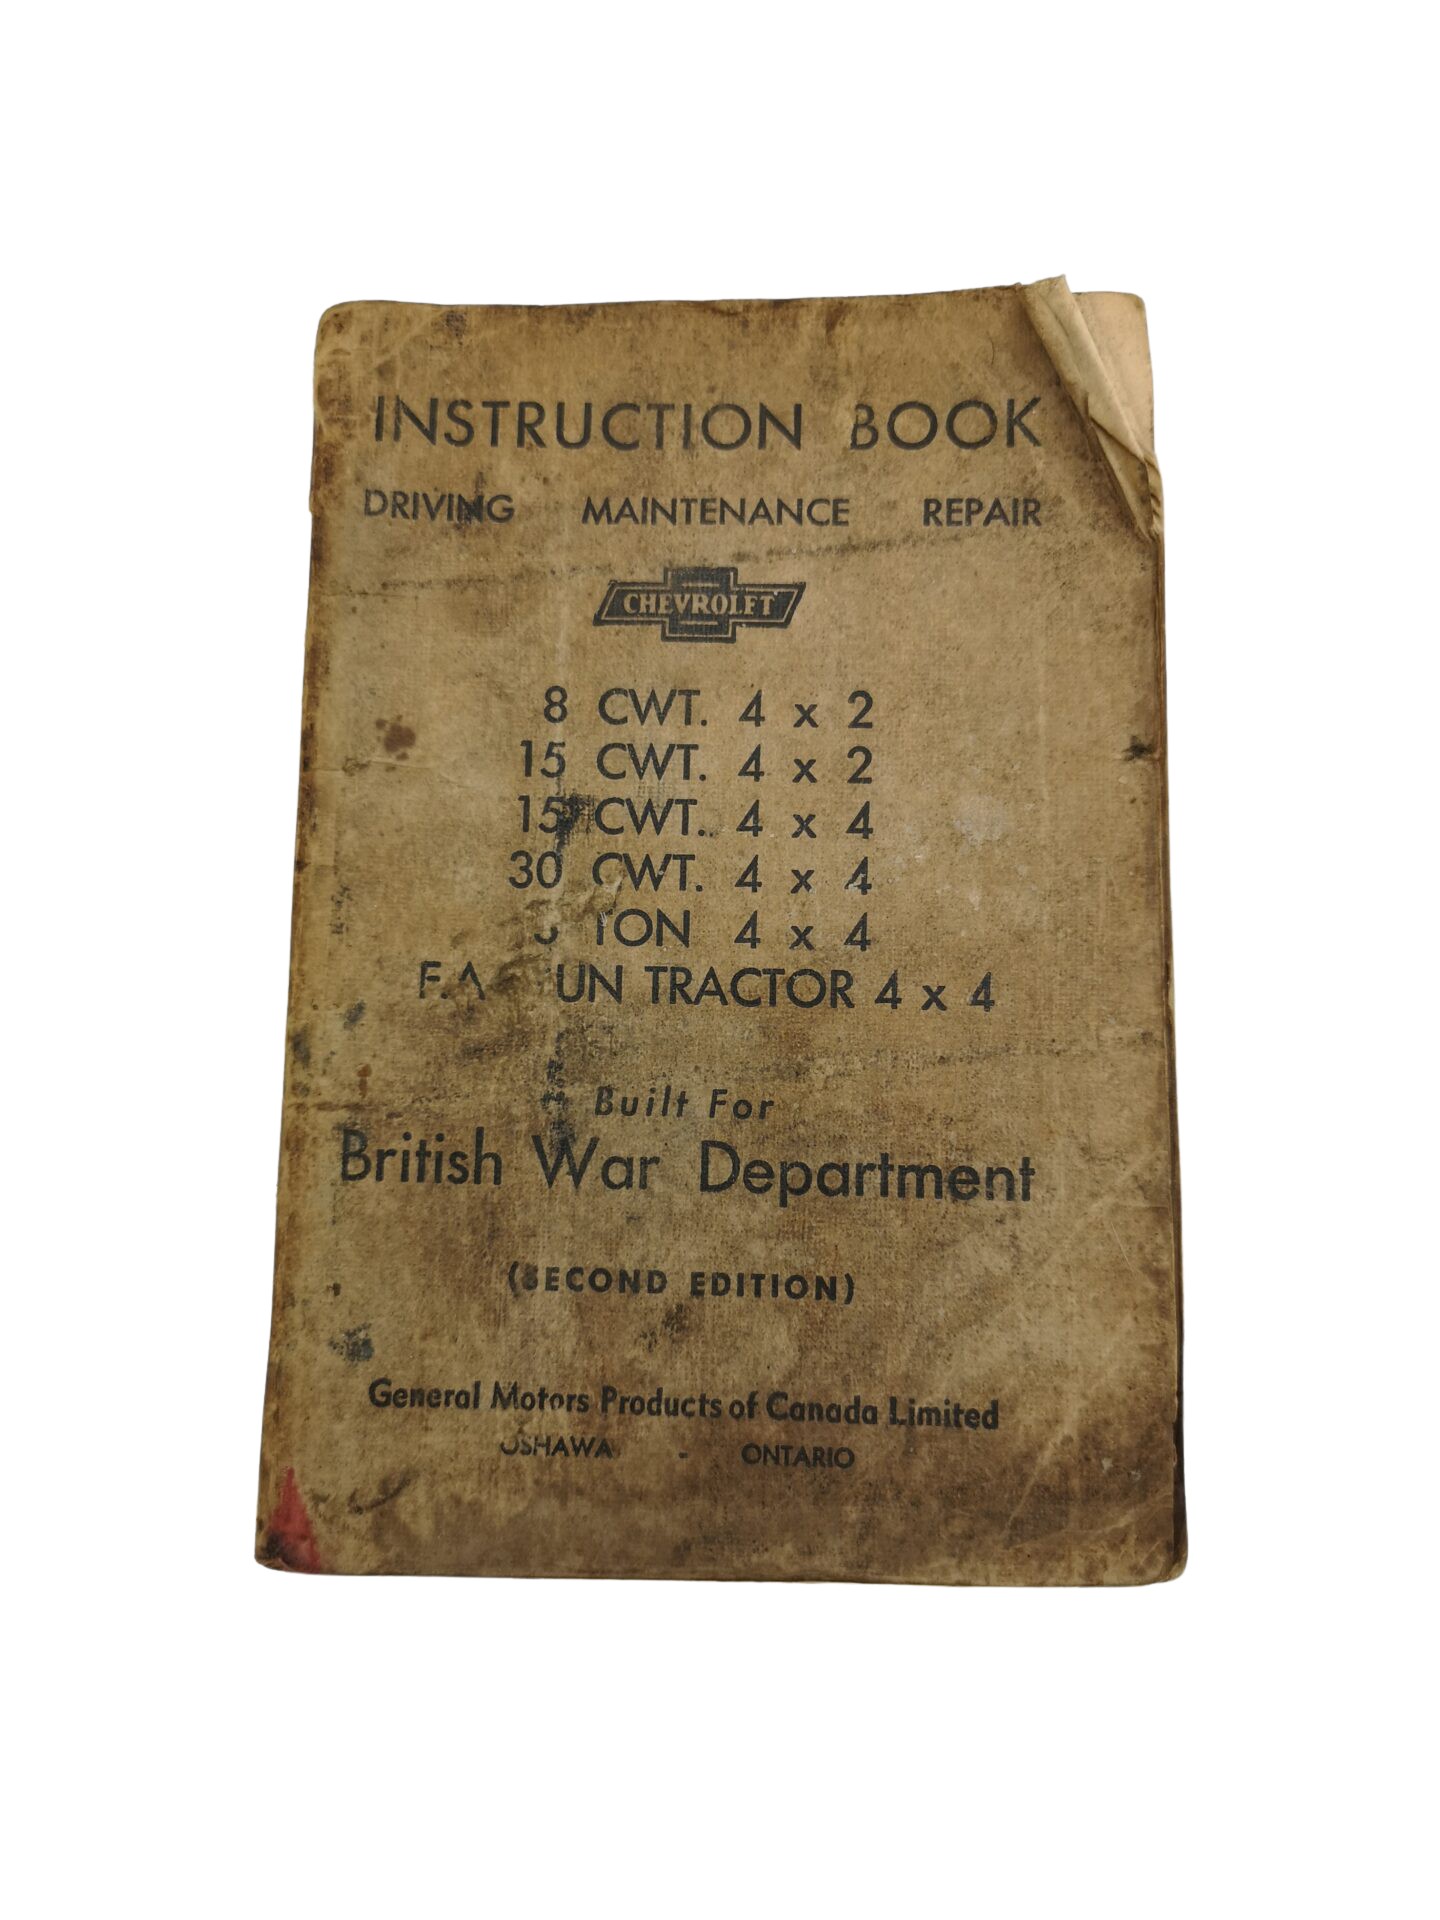 INSTRUCTION BOOK
DRIVING MAINTENANCE REPAIR
CHEVROLET
8 CWT. 4 x 2
15 CWT. 4 x 2
15 CWT. 4 x 4
30 CWT. 4 x 4
TON 4 x 4
TRACTOR 4 x 4
Built For
British War Department
(SECOND EDITION)
General Motors Products of Canada Limited
OSHAWA - ONTARIO